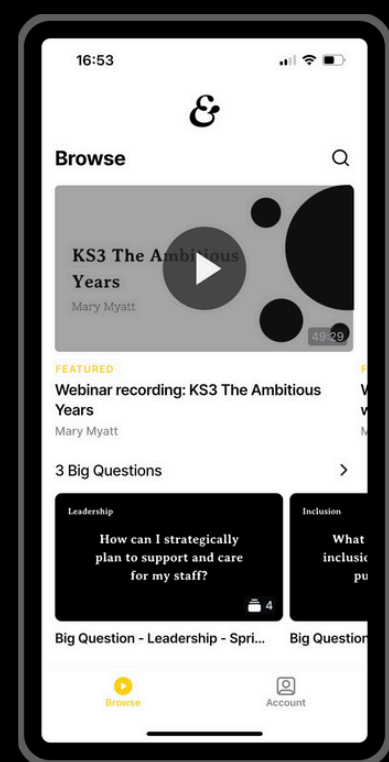 16:53
&
Browse
KS3 The Ambitious
Years
Mary Myatt
49:29
FEATURED
Webinar recording: KS3 The Ambitious
Years
Mary Myatt
3 Big Questions
Leadership
How can I strategically
plan to support and care
for my staff?
4
Inclusion
What
Big Question - Leadership - Spri...
Big Question
Browse
Account